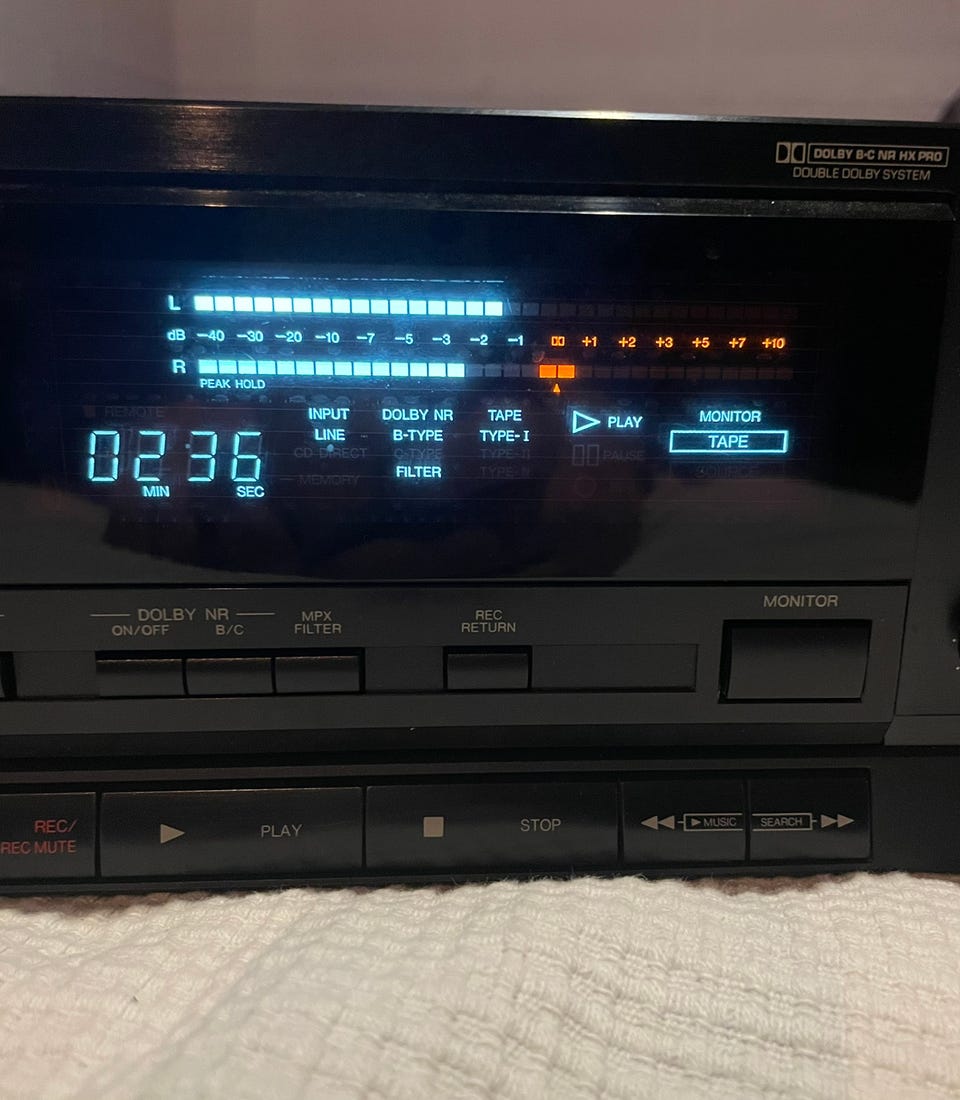 DOLBY B·C NR HX PRO
DOUBLE DOLBY SYSTEM
L
dB -40 -30 -20 -10 -7 -5 -3 -2 -1 +1 +2 +3 +5 +7 +10
R
PEAK HOLD
REMOTE
INPUT DOLBY NR TAPE PLAY MONITOR
LINE B-TYPE TYPE-I TAPE
CD DIRECT C-TYPE TYPE-II PAUSE
MEMORY FILTER TYPE-IV SOURCE
02 36
MIN SEC
DOLBY NR
ON/OFF B/C
MPX
FILTER
REC
RETURN
MONITOR
REC/
REC MUTE
PLAY
STOP
MUSIC
SEARCH